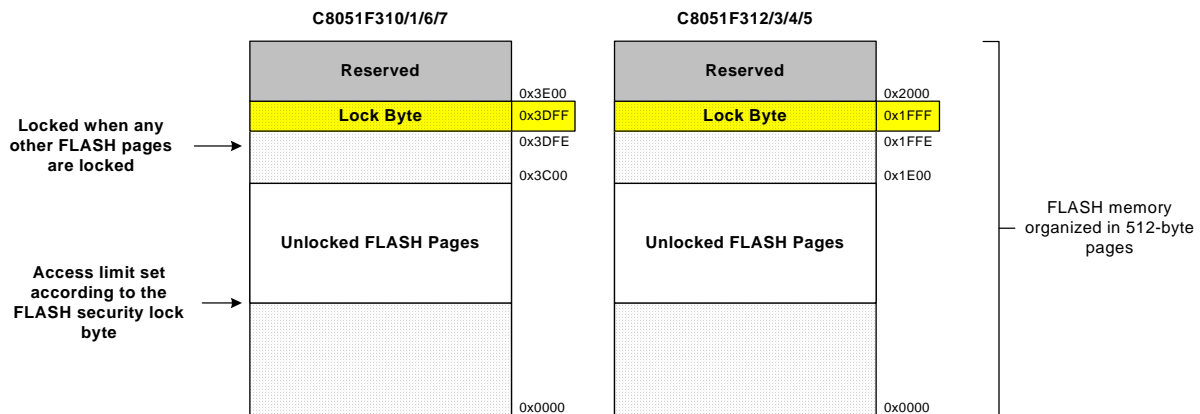 C8051F310/1/6/7
C8051F312/3/4/5
Reserved
0x3E00
Lock Byte
0x3DFF
0x3DFE
0x3C00
Unlocked FLASH Pages
0x0000
Reserved
0x2000
Lock Byte
0x1FFF
0x1FFE
0x1E00
Unlocked FLASH Pages
0x0000
Locked when any
other FLASH pages
are locked
Access limit set
according to the
FLASH security lock
byte
FLASH memory
organized in 512-byte
pages